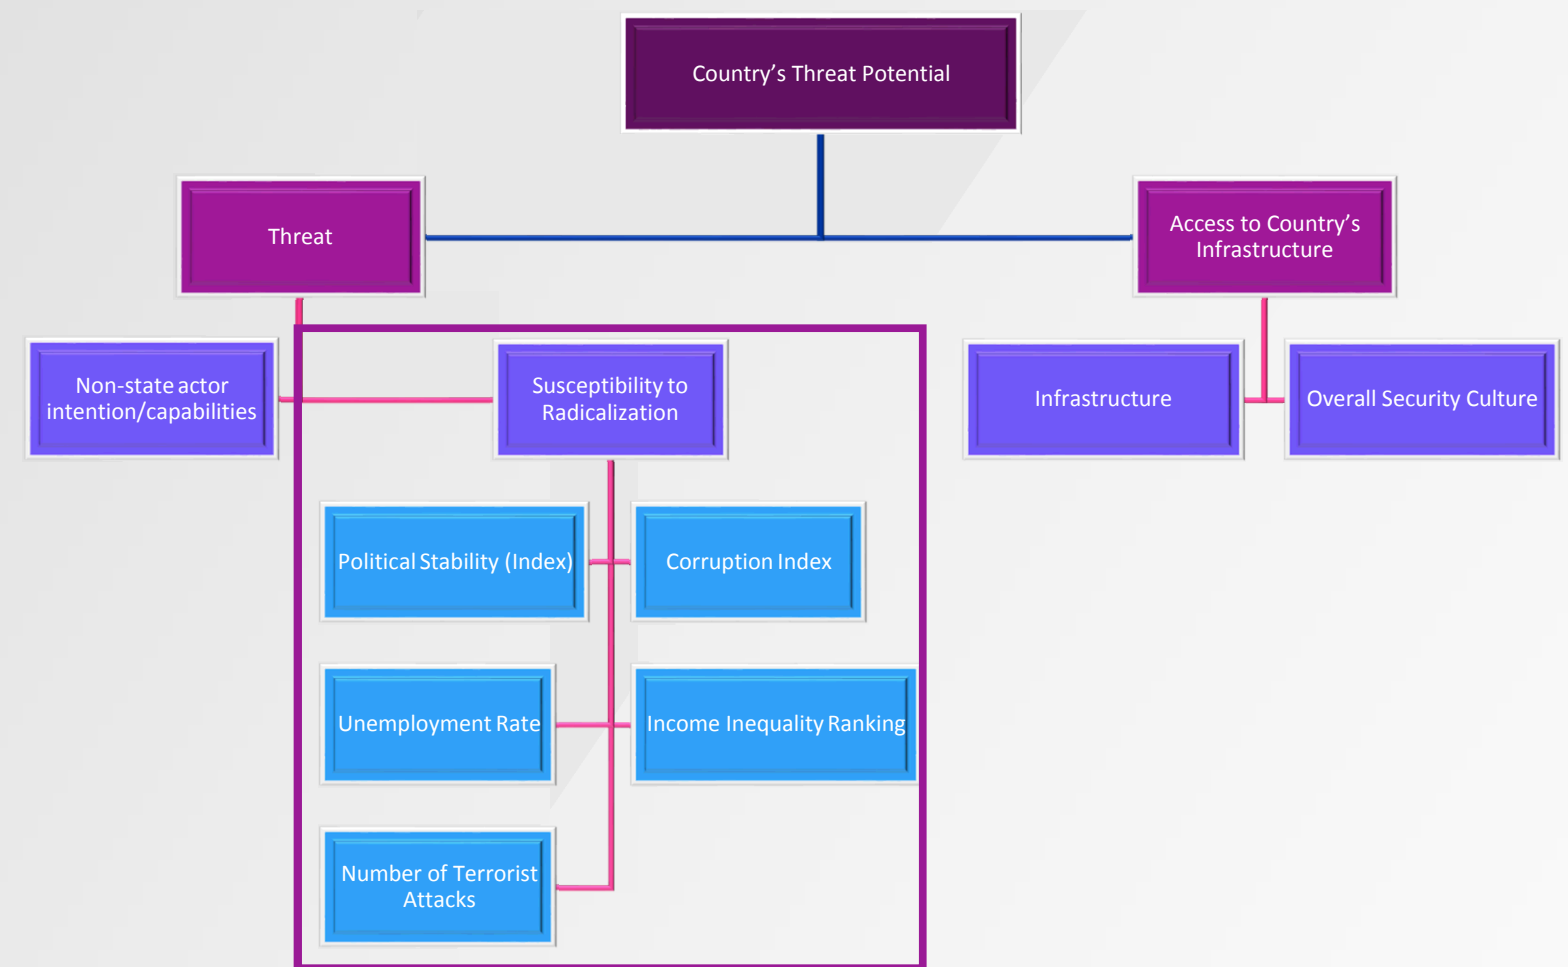 Country’s Threat Potential
Threat
Access to Country’s
Infrastructure
Non-state actor
intention/capabilities
Susceptibility to
Radicalization
Infrastructure
Overall Security Culture
Political Stability (Index)
Corruption Index
Unemployment Rate
Income Inequality Ranking
Number of Terrorist
Attacks